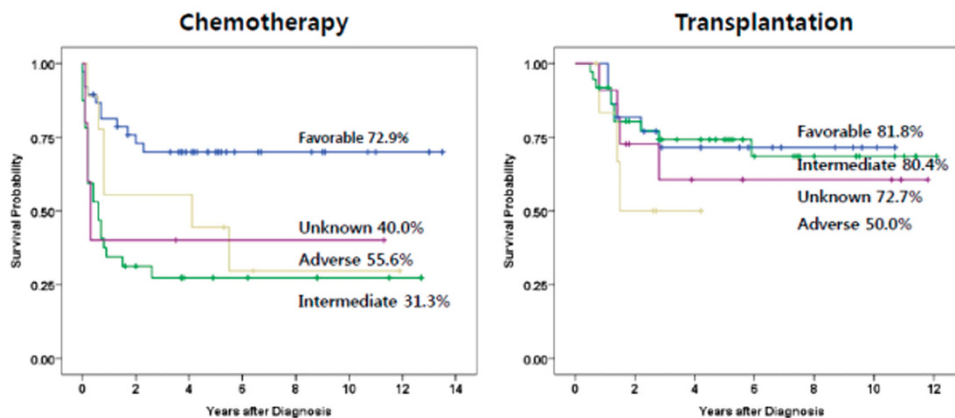 Chemotherapy
1.00
0.75
0.50
0.25
0.00
Survival Probability
Favorable 72.9%
Unknown 40.0%
Adverse 55.6%
Intermediate 31.3%
0 2 4 6 8 10 12 14
Years after Diagnosis
Transplantation
1.00
0.75
0.50
0.25
0.00
Survival Probability
Favorable 81.8%
Intermediate 80.4%
Unknown 72.7%
Adverse 50.0%
0 2 4 6 8 10 12
Years after Diagnosis